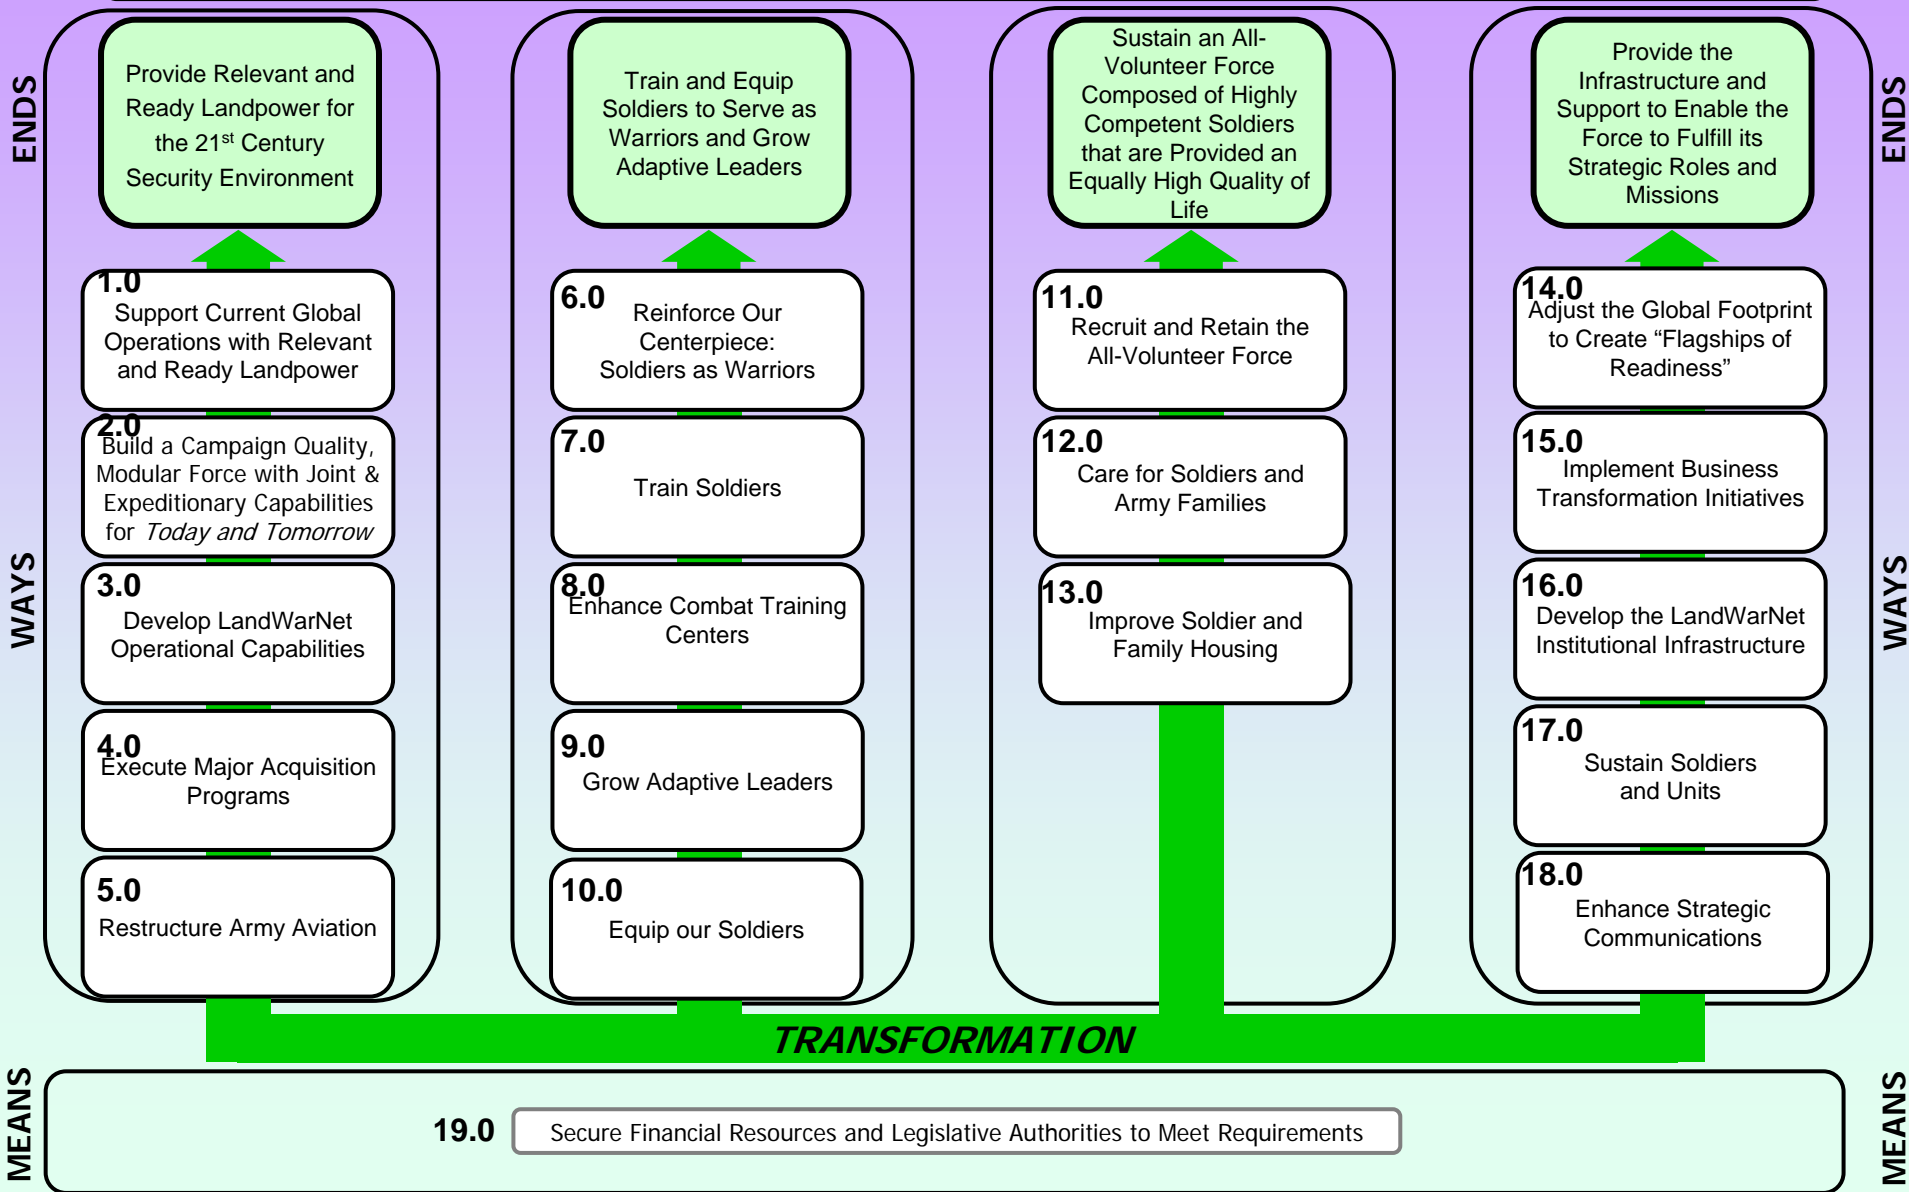 ENDS
Provide Relevant and
Ready Landpower for
the 21st Century
Security Environment
1.0
Support Current Global
Operations with Relevant
and Ready Landpower
2.0
Build a Campaign Quality,
Modular Force with Joint &
Expeditionary Capabilities
for Today and Tomorrow
WAYS
3.0
Develop LandWarNet
Operational Capabilities
4.0
Execute Major Acquisition
Programs
5.0
Restructure Army Aviation
Train and Equip
Soldiers to Serve as
Warriors and Grow
Adaptive Leaders
6.0
Reinforce Our
Centerpiece:
Soldiers as Warriors
7.0
Train Soldiers
8.0
Enhance Combat Training
Centers
9.0
Grow Adaptive Leaders
10.0
Equip our Soldiers
Sustain an All-
Volunteer Force
Composed of Highly
Competent Soldiers
that are Provided an
Equally High Quality of
Life
11.0
Recruit and Retain the
All-Volunteer Force
12.0
Care for Soldiers and
Army Families
13.0
Improve Soldier and
Family Housing
Provide the
Infrastructure and
Support to Enable the
Force to Fulfill its
Strategic Roles and
Missions
ENDS
14.0
Adjust the Global Footprint
to Create “Flagships of
Readiness”
15.0
Implement Business
Transformation Initiatives
16.0
Develop the LandWarNet
Institutional Infrastructure
WAYS
17.0
Sustain Soldiers
and Units
18.0
Enhance Strategic
Communications
TRANSFORMATION
MEANS
19.0
Secure Financial Resources and Legislative Authorities to Meet Requirements
MEANS